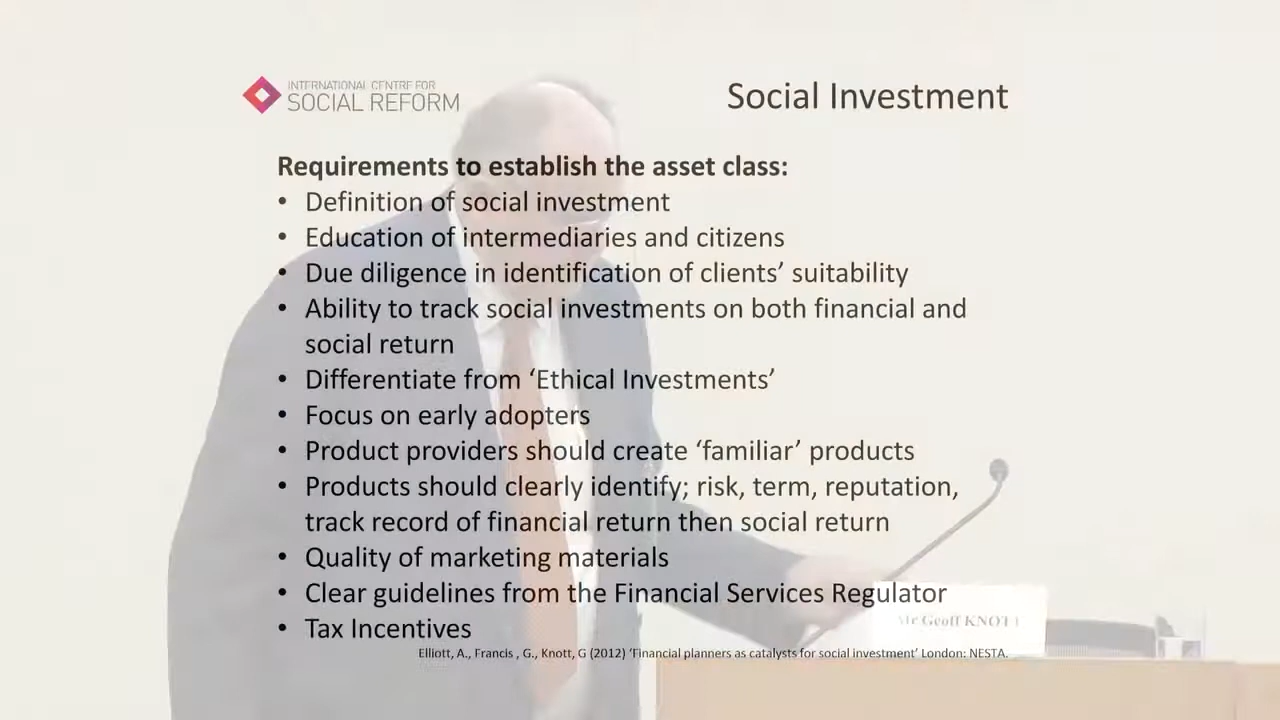 INTERNATIONAL CENTRE FOR
SOCIAL REFORM
Social Investment
Requirements to establish the asset class:
• Definition of social investment
• Education of intermediaries and citizens
• Due diligence in identification of clients’ suitability
• Ability to track social investments on both financial and
social return
• Differentiate from ‘Ethical Investments’
• Focus on early adopters
• Product providers should create ‘familiar’ products
• Products should clearly identify; risk, term, reputation,
track record of financial return then social return
• Quality of marketing materials
• Clear guidelines from the Financial Services Regulator
• Tax Incentives
Mr Geoff KNOTT
Elliott, A., Francis , G., Knott, G (2012) ‘Financial planners as catalysts for social investment’ London: NESTA.